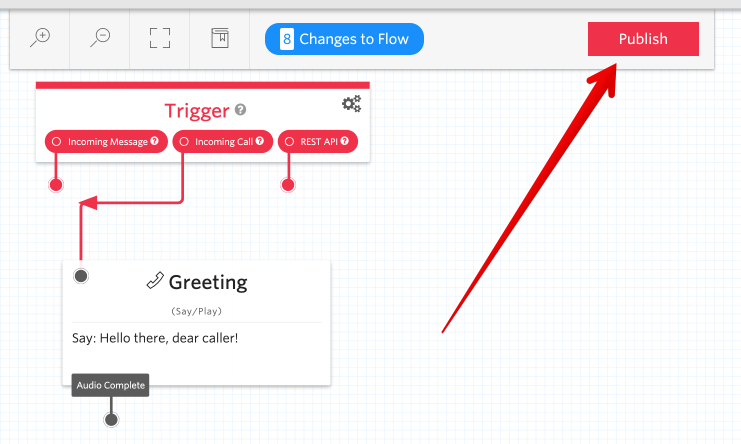 8 Changes to Flow
Publish
Trigger ?
Incoming Message ?
Incoming Call ?
REST API ?
Greeting
(Say/Play)
Say: Hello there, dear caller!
Audio Complete